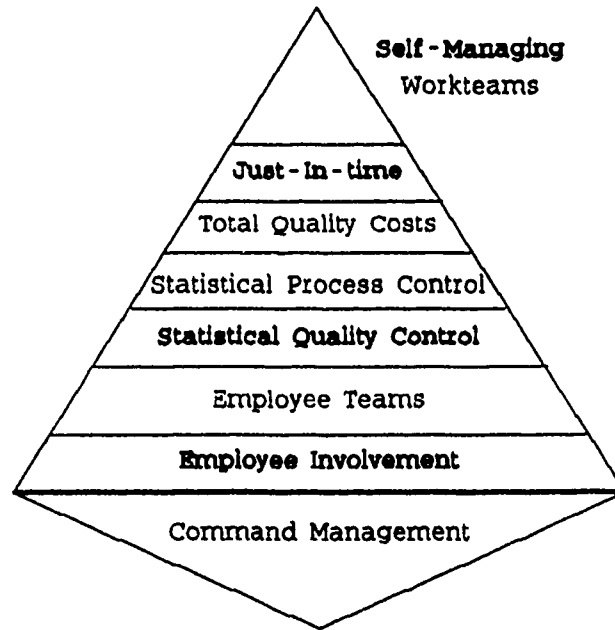 Self-Managing
Workteams
Just-In-time
Total Quality Costs
Statistical Process Control
Statistical Quality Control
Employee Teams
Employee Involvement
Command Management